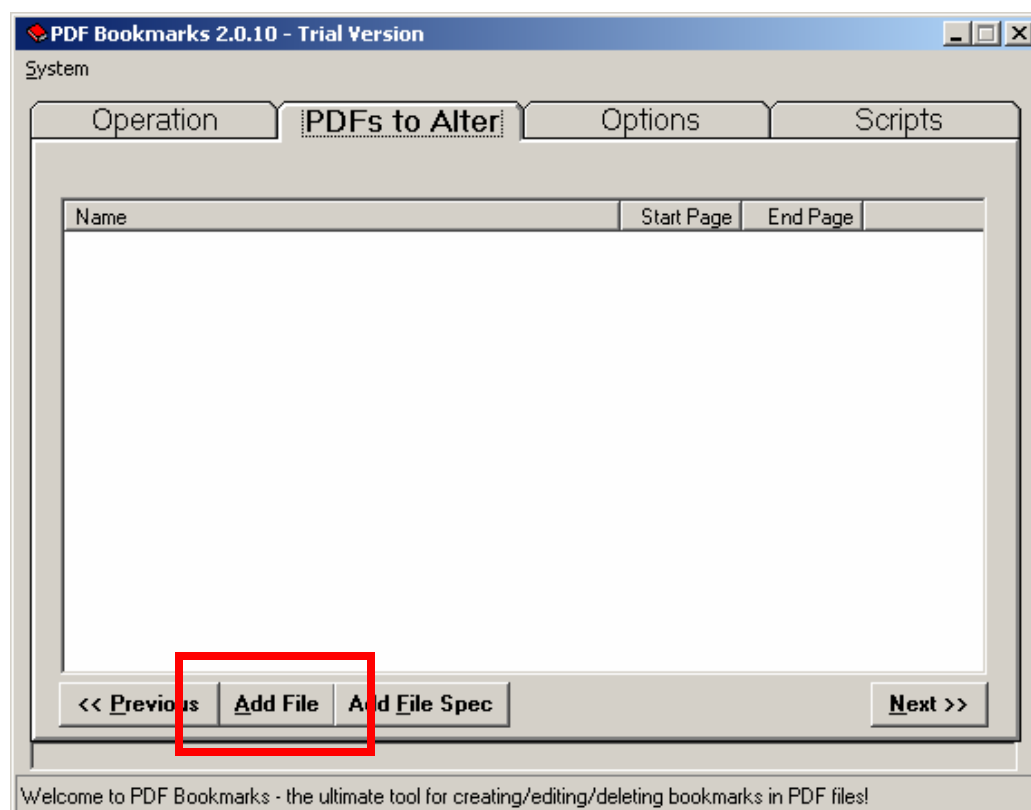 PDF Bookmarks 2.0.10 - Trial Version
System
Operation PDFs to Alter Options Scripts
Name Start Page End Page
<< Previous Add File Add File Spec Next >>
Welcome to PDF Bookmarks - the ultimate tool for creating/editing/deleting bookmarks in PDF files!